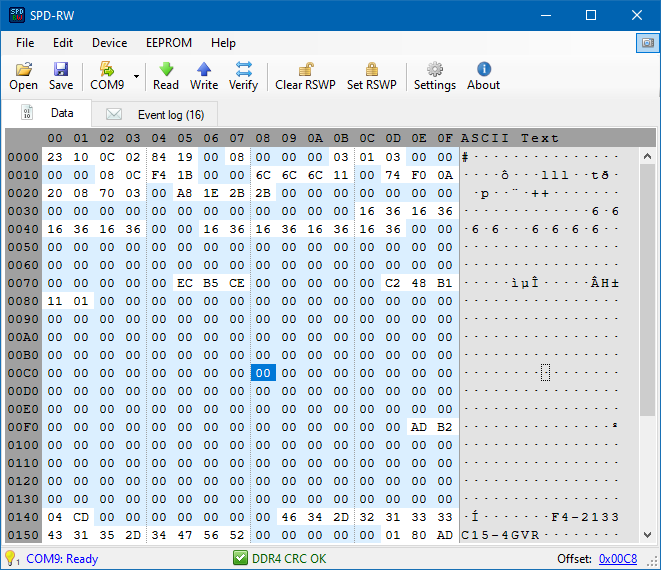 SPD-RW
File Edit Device EEPROM Help
Open Save COM9 Read Write Verify Clear RSWP Set RSWP Settings About
Data Event log (16)
00 01 02 03 04 05 06 07 08 09 0A 0B 0C 0D 0E 0F ASCII Text
0000 23 10 0C 02 84 19 00 08 00 00 00 03 01 03 00 00 #···············
0010 00 00 08 0C F4 1B 00 00 6C 6C 6C 11 00 74 F0 0A ····ô···lll··tð·
0020 20 08 70 03 00 A8 1E 2B 2B 00 00 00 00 00 00 00  ·p··¨·++·······
0030 00 00 00 00 00 00 00 00 00 00 00 00 16 36 16 36 ·············6·6
0040 16 36 16 36 00 00 16 36 16 36 16 36 16 36 00 00 ·6·6···6·6·6·6··
0050 00 00 00 00 00 00 00 00 00 00 00 00 00 00 00 00 ················
0060 00 00 00 00 00 00 00 00 00 00 00 00 00 00 00 00 ················
0070 00 00 00 00 00 EC B5 CE 00 00 00 00 00 C2 48 B1 ·····ìµÎ·····ÂH±
0080 11 01 00 00 00 00 00 00 00 00 00 00 00 00 00 00 ················
0090 00 00 00 00 00 00 00 00 00 00 00 00 00 00 00 00 ················
00A0 00 00 00 00 00 00 00 00 00 00 00 00 00 00 00 00 ················
00B0 00 00 00 00 00 00 00 00 00 00 00 00 00 00 00 00 ················
00C0 00 00 00 00 00 00 00 00 00 00 00 00 00 00 00 00 ················
00D0 00 00 00 00 00 00 00 00 00 00 00 00 00 00 00 00 ················
00E0 00 00 00 00 00 00 00 00 00 00 00 00 00 00 00 00 ················
00F0 00 00 00 00 00 00 00 00 00 00 00 00 00 00 AD B2 ···············²
0100 00 00 00 00 00 00 00 00 00 00 00 00 00 00 00 00 ················
0110 00 00 00 00 00 00 00 00 00 00 00 00 00 00 00 00 ················
0120 00 00 00 00 00 00 00 00 00 00 00 00 00 00 00 00 ················
0130 00 00 00 00 00 00 00 00 00 00 00 00 00 00 00 00 ················
0140 04 CD 00 00 00 00 00 00 00 46 34 2D 32 31 33 33 ·Í·······F4-2133
0150 43 31 35 2D 34 47 56 52 00 00 00 00 00 01 80 AD C15-4GVR········
1 COM9: Ready DDR4 CRC OK Offset: 0x00C8